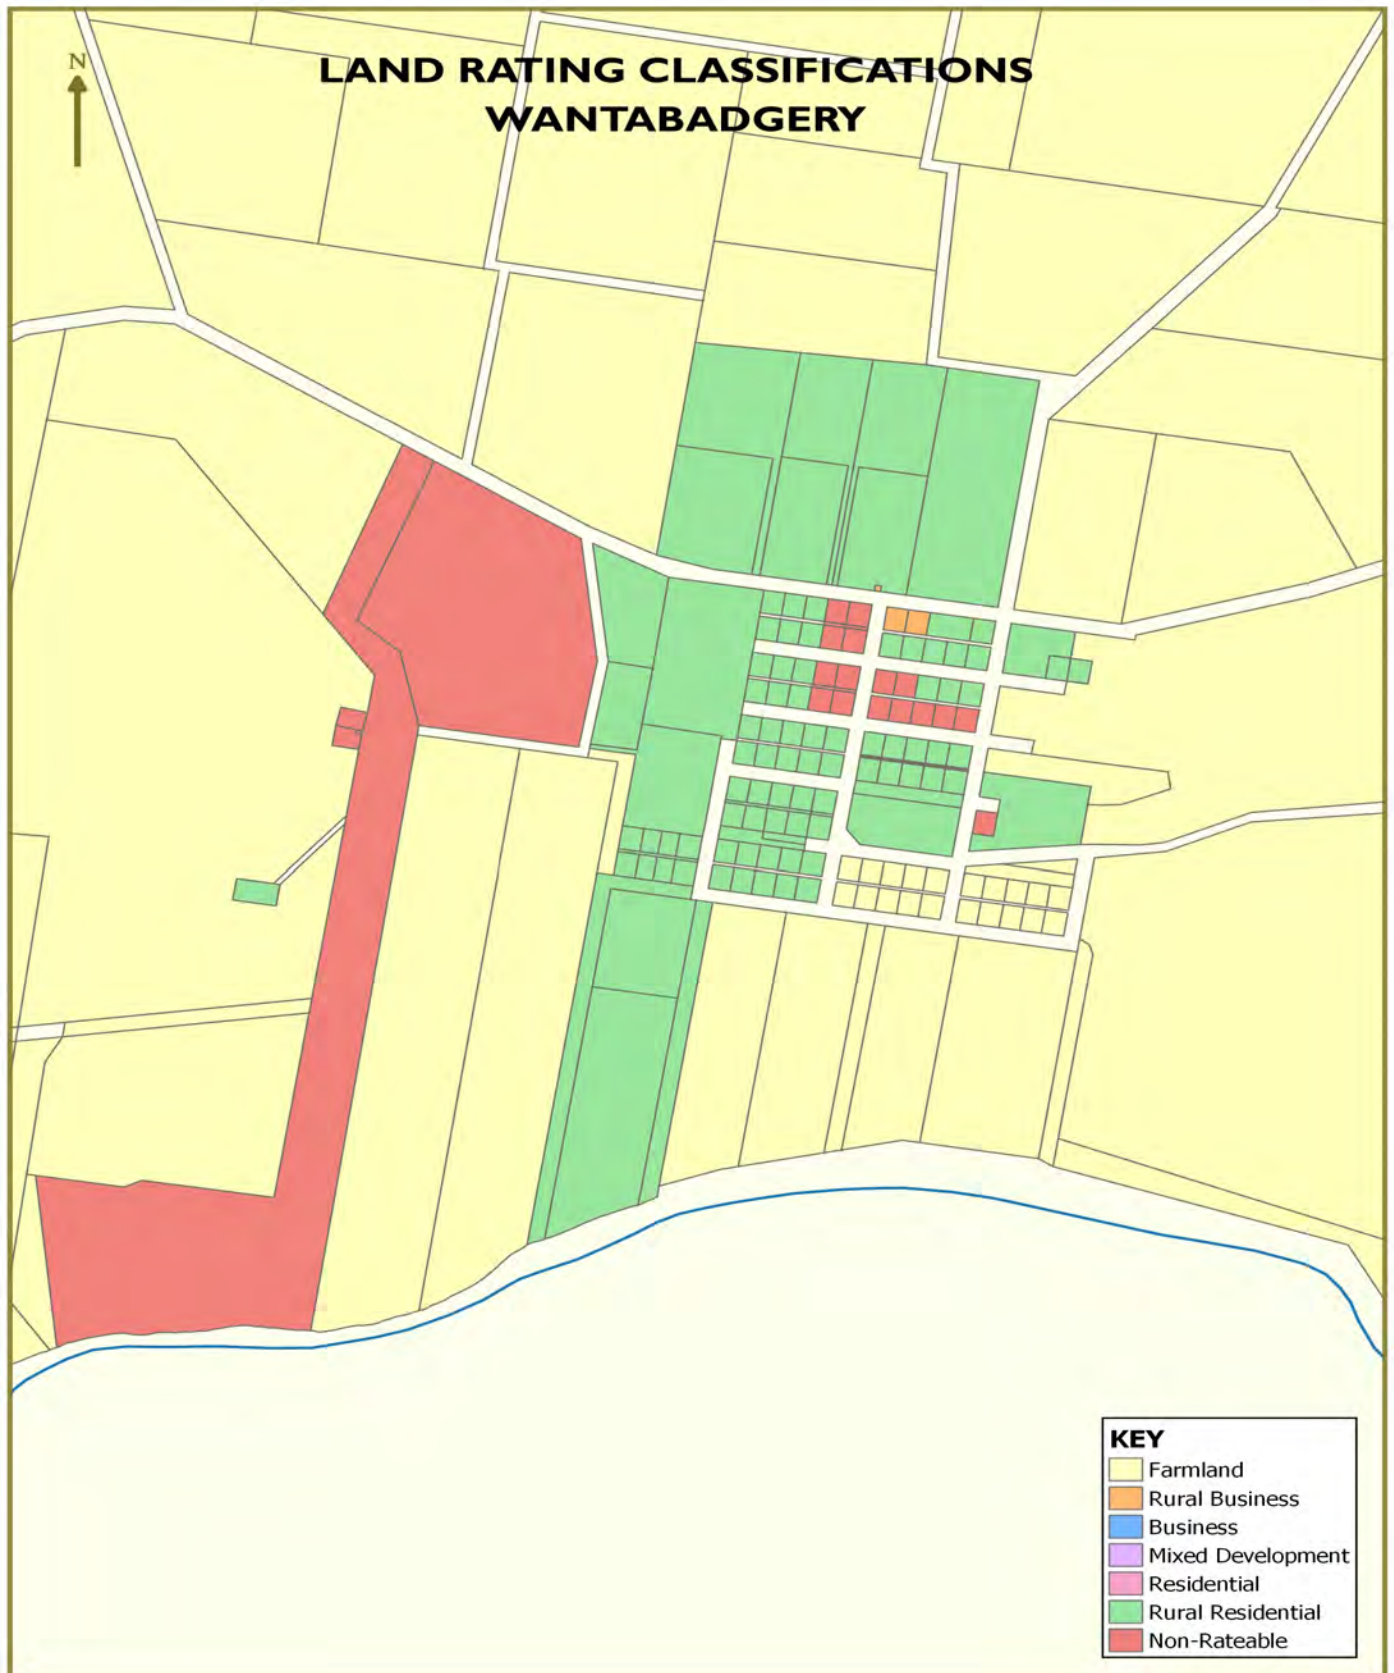 N
LAND RATING CLASSIFICATIONS
WANTABADGERY
KEY
Farmland
Rural Business
Business
Mixed Development
Residential
Rural Residential
Non-Rateable